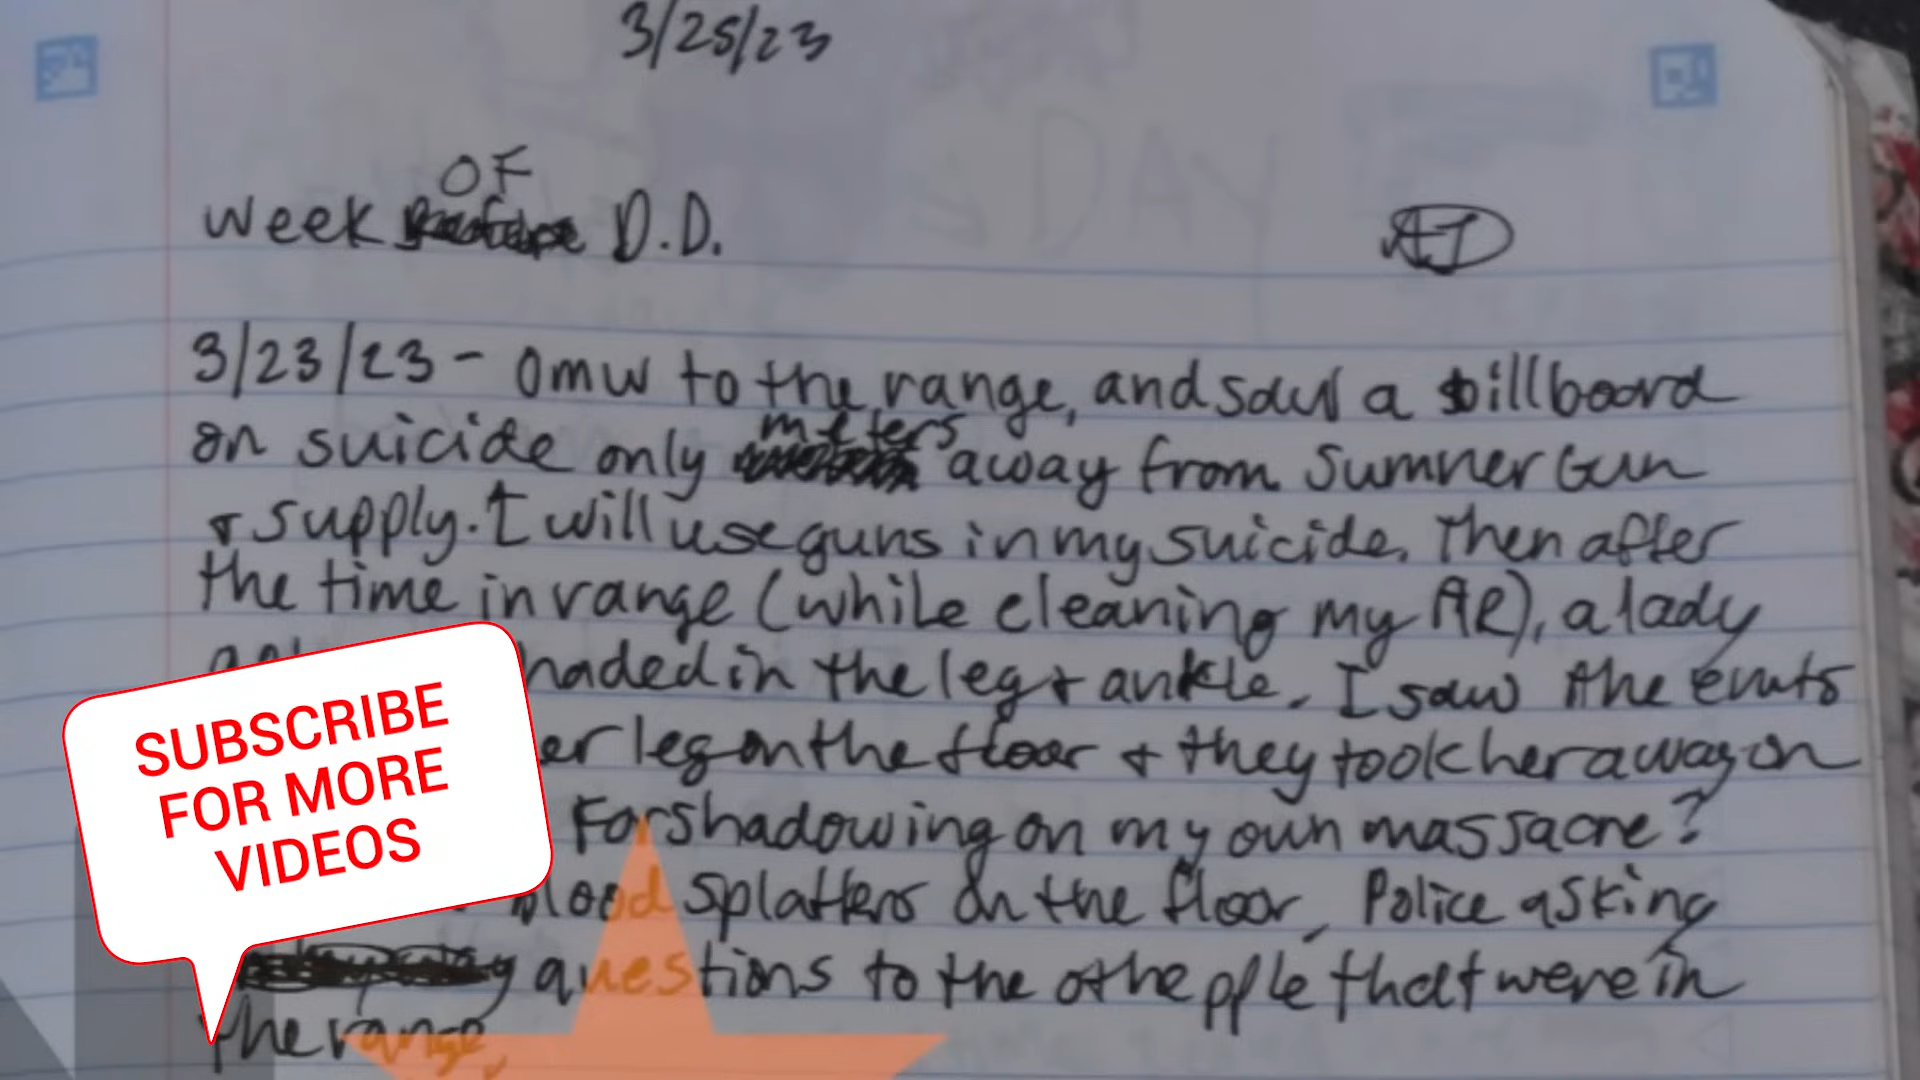 3/25/23
OF
week D.D.
AD
3/23/23 - Omw to the range, and saw a billboard
meters
on suicide only away from Sumner Gun
& supply. I will use guns in my suicide. Then after
the time in range (while cleaning my AR), a lady
in the leg & ankle. I saw the emts
leg on the floor & they took her away on
Forshadowing on my own massacre?
blood splatters on the floor, Police asking
questions to the othe pple that were in
the range.
SUBSCRIBE
FOR MORE
VIDEOS